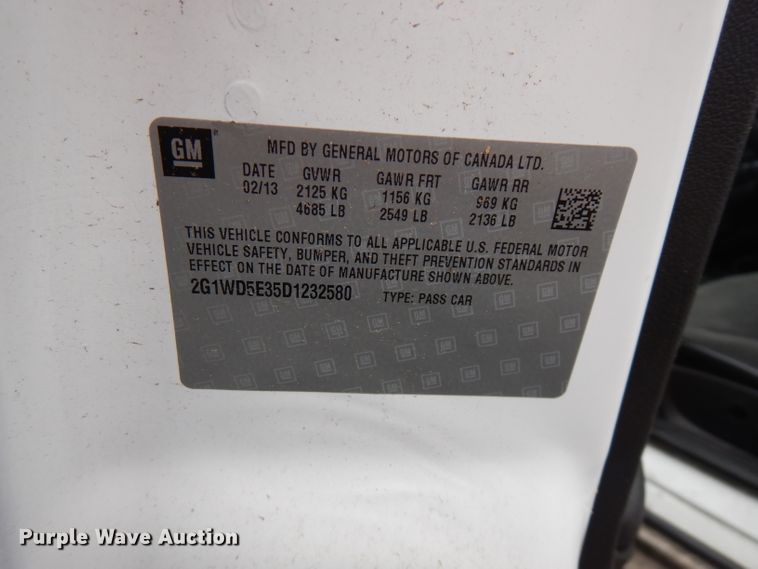 GM
MFD BY GENERAL MOTORS OF CANADA LTD.
DATE GVWR GAWR FRT GAWR RR
02/13 2125 KG 1156 KG 969 KG
4685 LB 2549 LB 2136 LB
THIS VEHICLE CONFORMS TO ALL APPLICABLE U.S. FEDERAL MOTOR
VEHICLE SAFETY, BUMPER, AND THEFT PREVENTION STANDARDS IN
EFFECT ON THE DATE OF MANUFACTURE SHOWN ABOVE.
2G1WD5E35D1232580 TYPE: PASS CAR
Purple Wave Auction